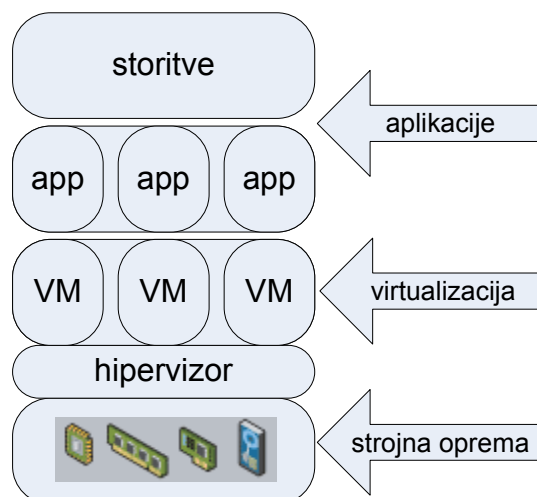 storitve
aplikacije
app app app
VM VM VM
virtualizacija
hipervizor
strojna oprema